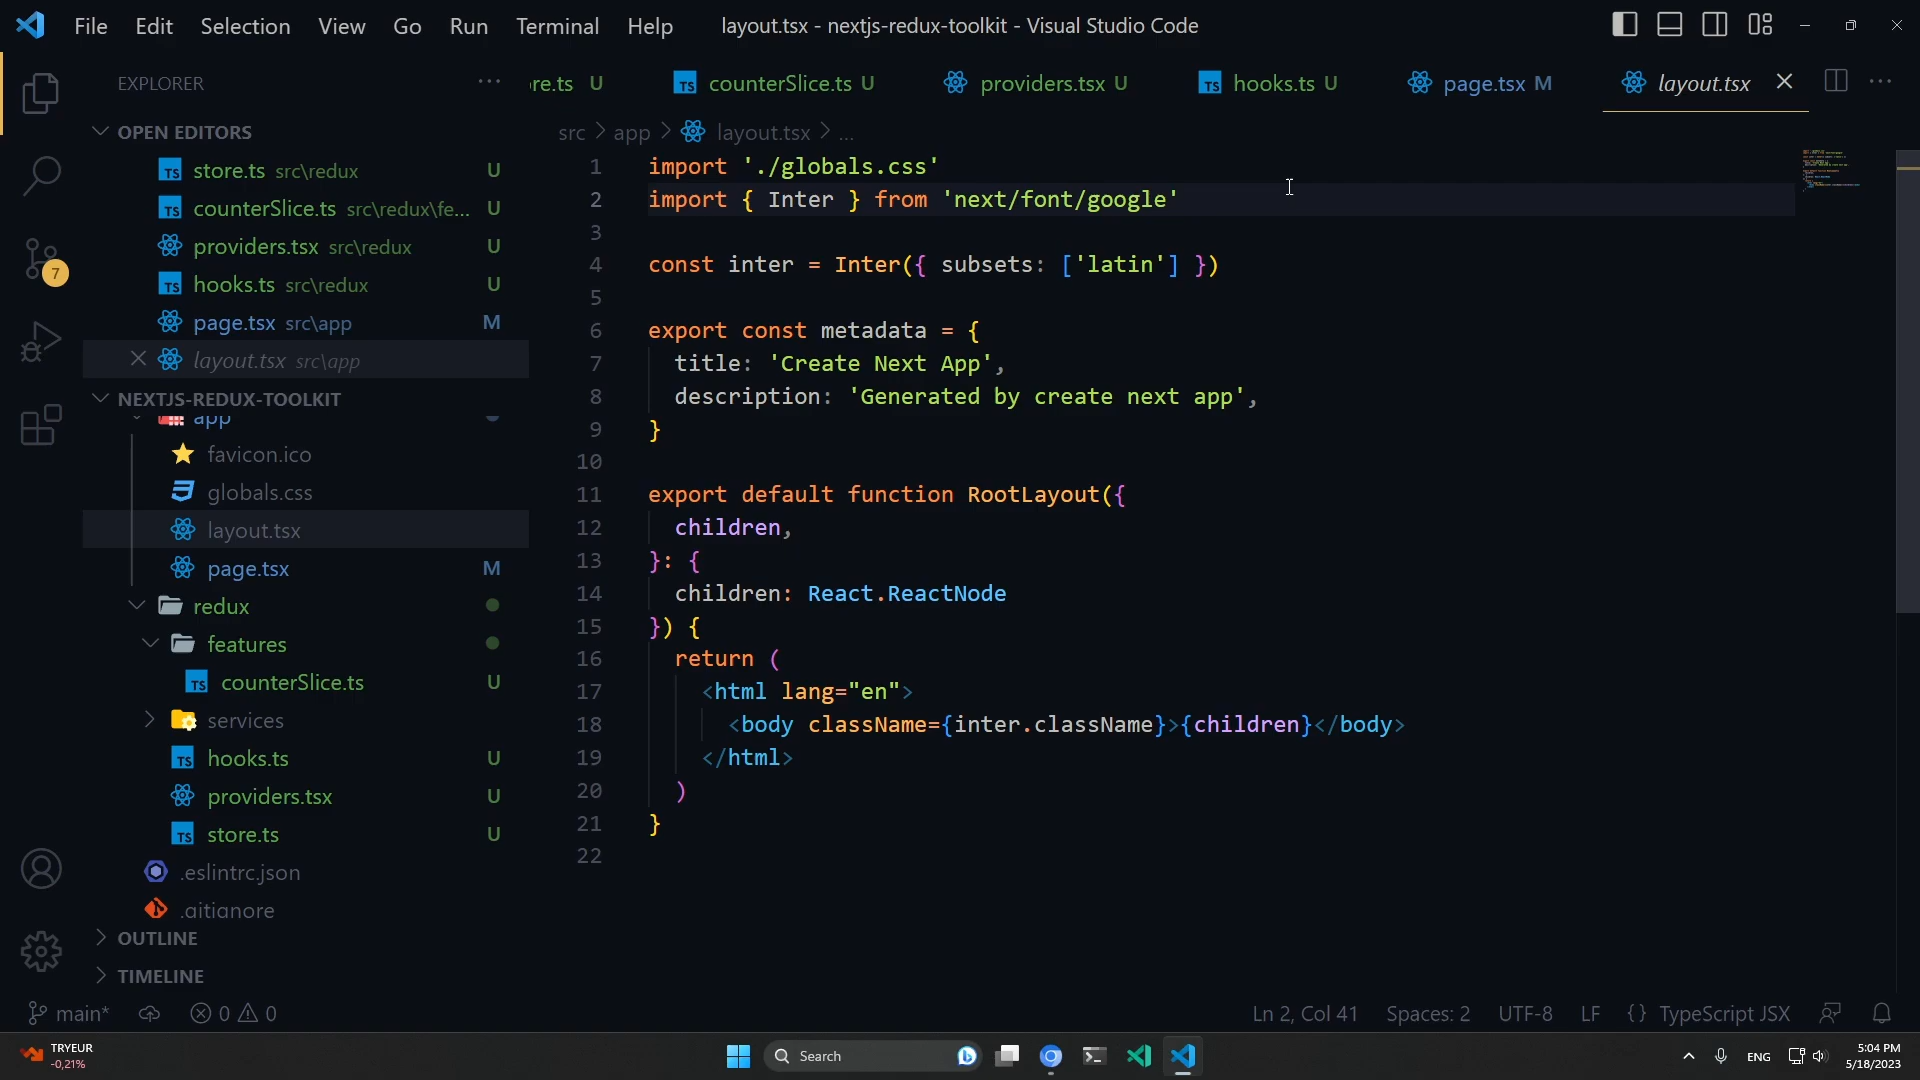 File Edit Selection View Go Run Terminal Help layout.tsx - nextjs-redux-toolkit - Visual Studio Code
EXPLORER
re.ts U counterSlice.ts U providers.tsx U hooks.ts U page.tsx M layout.tsx
OPEN EDITORS
src > app > layout.tsx > ...
store.ts src\redux U
counterSlice.ts src\redux\fe... U
providers.tsx src\redux U
hooks.ts src\redux U
page.tsx src\app M
layout.tsx src\app
NEXTJS-REDUX-TOOLKIT
app
favicon.ico
globals.css
layout.tsx
page.tsx M
redux
features
counterSlice.ts U
services
hooks.ts U
providers.tsx U
store.ts U
.eslintrc.json
.gitignore
OUTLINE
TIMELINE
7
1 import './globals.css'
2 import { Inter } from 'next/font/google'
3
4 const inter = Inter({ subsets: ['latin'] })
5
6 export const metadata = {
7 title: 'Create Next App',
8 description: 'Generated by create next app',
9 }
10
11 export default function RootLayout({
12 children,
13 }: {
14 children: React.ReactNode
15 }) {
16 return (
17 <html lang="en">
18 <body className={inter.className}>{children}</body>
19 </html>
20 )
21 }
22
main* 0 0 Ln 2, Col 41 Spaces: 2 UTF-8 LF {} TypeScript JSX
TRYEUR
-0,21%
Search
ENG
5:04 PM
5/18/2023